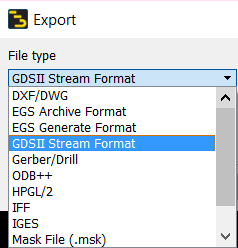 Export
File type
GDSII Stream Format
DXF/DWG
EGS Archive Format
EGS Generate Format
GDSII Stream Format
Gerber/Drill
ODB++
HPGL/2
IFF
IGES
Mask File (.msk)